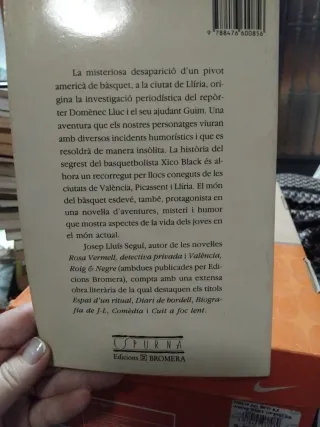 9 788476 600856
La misteriosa desaparició d'un pivot
americà de bàsquet, a la ciutat de Llíria, ori-
gina la investigació periodística del repòr-
ter Domènec Lluc i el seu ajudant Guim. Una
aventura que els nostres personatges viuran
amb diversos incidents humorístics i que es
resoldrà de manera insòlita. La història del
segrest del basquetbolista Xico Black és al-
hora un recorregut per llocs coneguts de les
ciutats de València, Picassent i Llíria. El món
del bàsquet esdevé, també, protagonista en
una novel·la d'aventures, misteri i humor
que mostra aspectes de la vida dels joves en
el món actual.
Josep Lluís Seguí, autor de les novel·les
Rosa Vermell, detectiva privada i València,
Roig & Negre (ambdues publicades per Edi-
cions Bromera), compta amb una extensa
obra literària de la qual destaquen els títols
Espai d'un ritual, Diari de bordell, Biogra-
fia de J-L, Comèdia i Cuit a foc lent.
ESPURNA
Edicions BROMERA